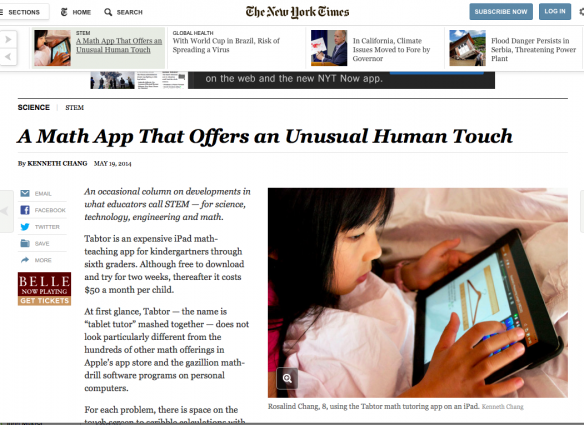 SECTIONS
HOME
SEARCH
The New York Times
SUBSCRIBE NOW
LOG IN
STEM
A Math App That Offers an
Unusual Human Touch
GLOBAL HEALTH
With World Cup in Brazil, Risk of
Spreading a Virus
In California, Climate
Issues Moved to Fore by
Governor
Flood Danger Persists in
Serbia, Threatening Power
Plant
on the web and the new NYT Now app.
SCIENCE | STEM
A Math App That Offers an Unusual Human Touch
By KENNETH CHANG MAY 19, 2014
EMAIL
FACEBOOK
TWITTER
SAVE
MORE
BELLE
NOW PLAYING
GET TICKETS
An occasional column on developments in
what educators call STEM — for science,
technology, engineering and math.
Tabtor is an expensive iPad math-
teaching app for kindergartners through
sixth graders. Although free to download
and try for two weeks, thereafter it costs
$50 a month per child.
At first glance, Tabtor — the name is
“tablet tutor” mashed together — does not
look particularly different from the
hundreds of other math offerings in
Apple's app store and the gazillion math-
drill software programs on personal
computers.
For each problem, there is space on the
touch screen to scribble calculations with
Rosalind Chang, 8, using the Tabtor math tutoring app on an iPad. Kenneth Chang